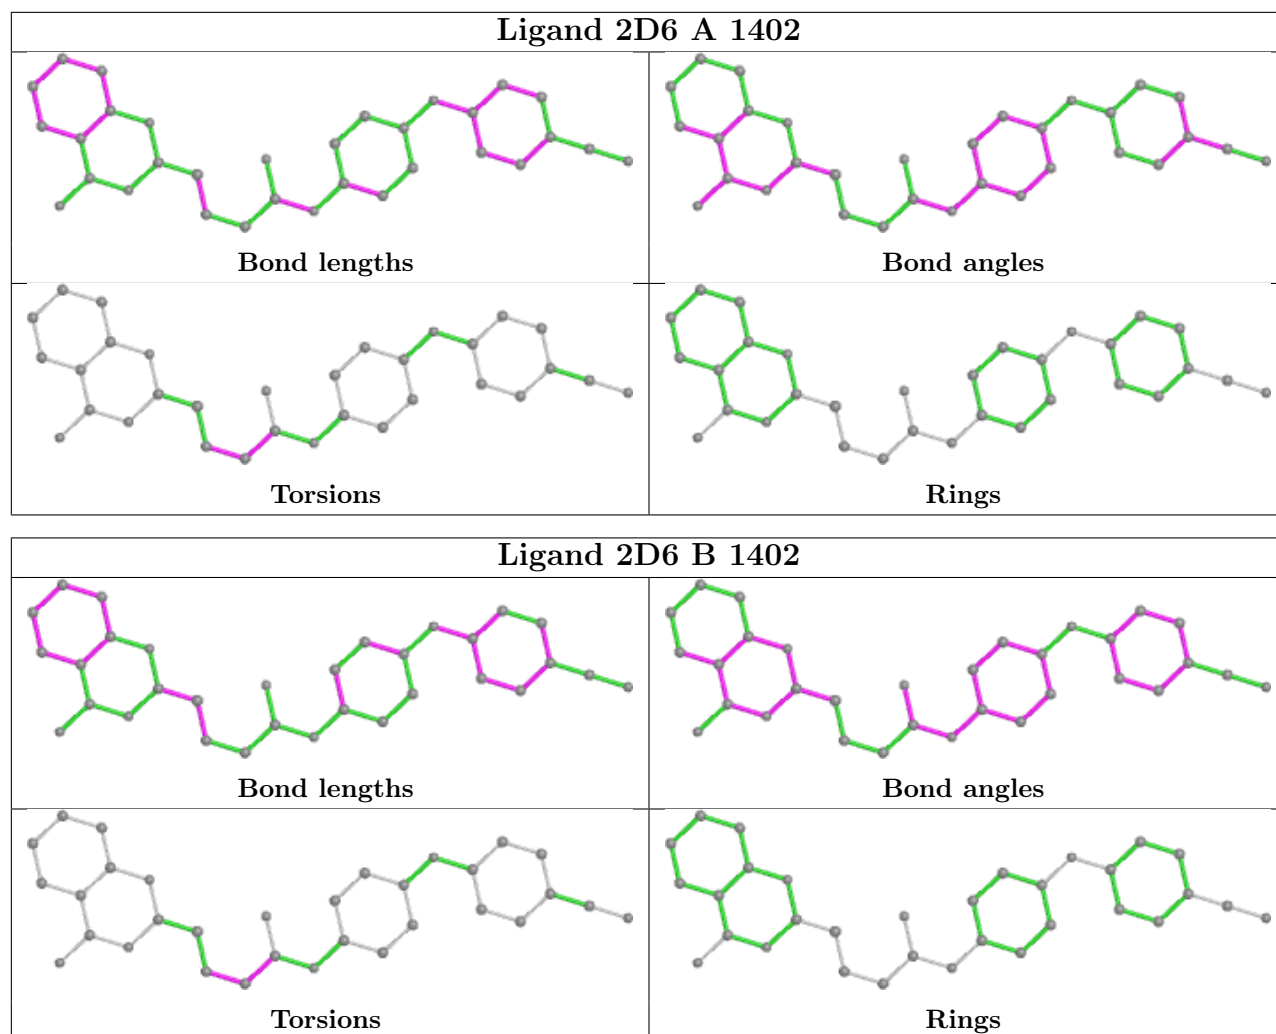 Ligand 2D6 A 1402
Bond lengths
Bond angles
Torsions
Rings
Ligand 2D6 B 1402
Bond lengths
Bond angles
Torsions
Rings